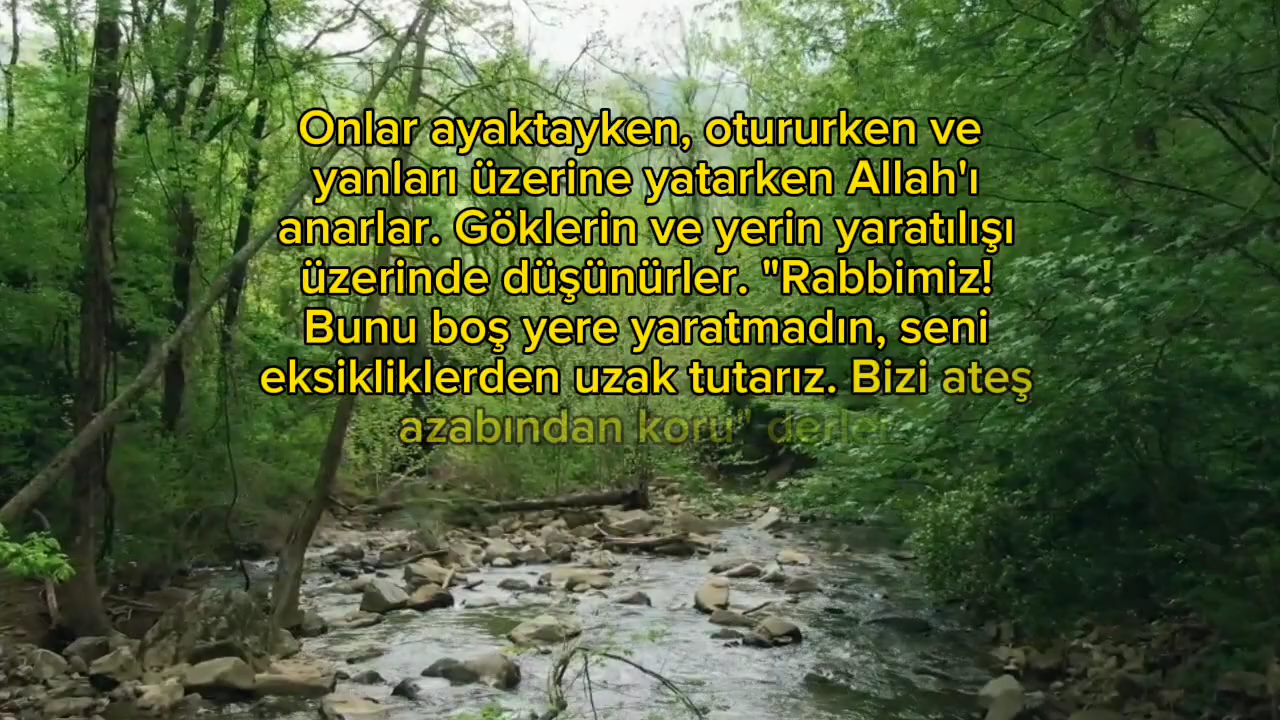 Onlar ayaktayken, otururken ve
yanları üzerine yatarken Allah'ı
anarlar. Göklerin ve yerin yaratılışı
üzerinde düşünürler. "Rabbimiz!
Bunu boş yere yaratmadın, seni
eksikliklerden uzak tutarız. Bizi ateş
azabından koru" derler